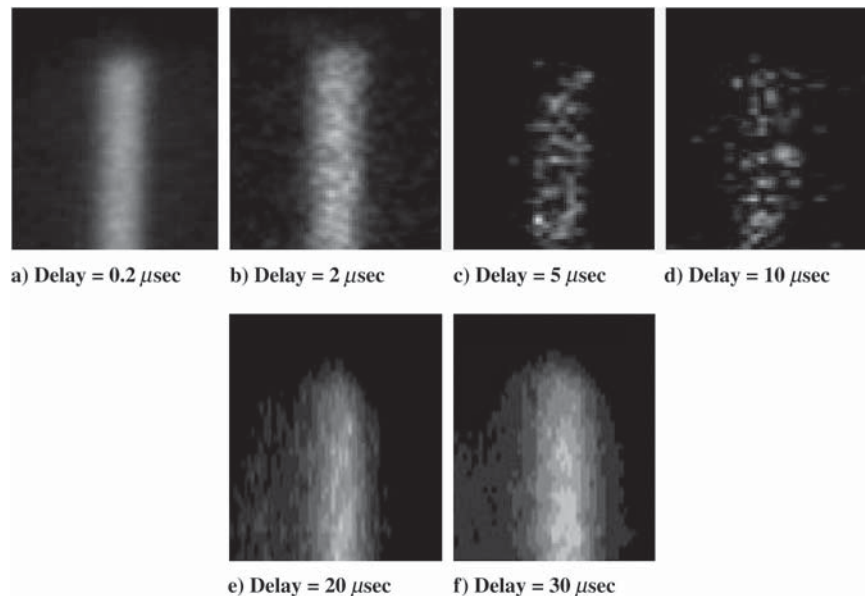 a) Delay = 0.2 μsec
b) Delay = 2 μsec
c) Delay = 5 μsec
d) Delay = 10 μsec
e) Delay = 20 μsec
f) Delay = 30 μsec